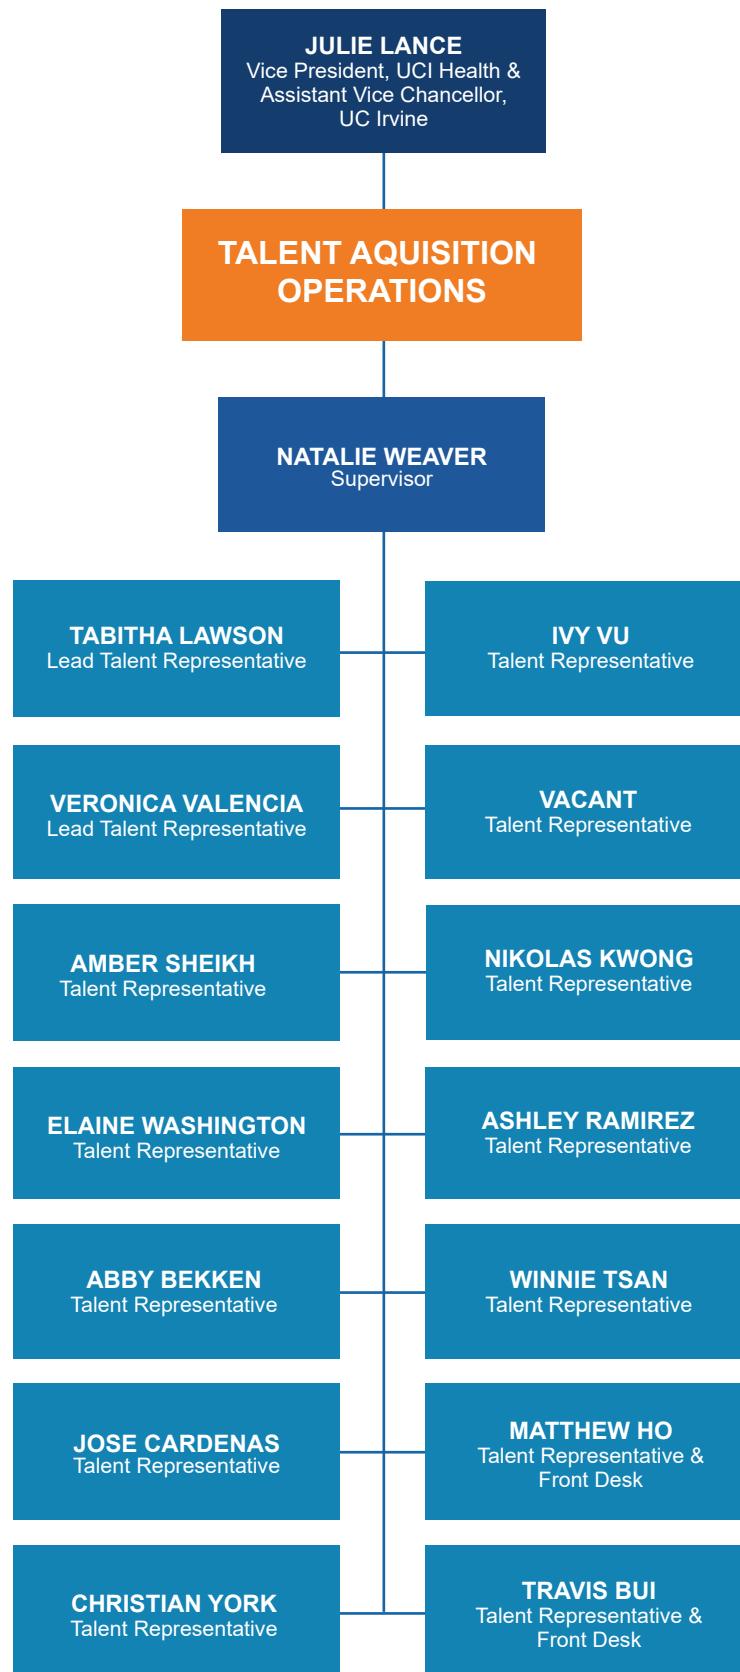 JULIE LANCE
Vice President, UCI Health &
Assistant Vice Chancellor,
UC Irvine
TALENT AQUISITION
OPERATIONS
NATALIE WEAVER
Supervisor
TABITHA LAWSON
Lead Talent Representative
IVY VU
Talent Representative
VERONICA VALENCIA
Lead Talent Representative
VACANT
Talent Representative
AMBER SHEIKH
Talent Representative
NIKOLAS KWONG
Talent Representative
ELAINE WASHINGTON
Talent Representative
ASHLEY RAMIREZ
Talent Representative
ABBY BEKKEN
Talent Representative
WINNIE TSAN
Talent Representative
JOSE CARDENAS
Talent Representative
MATTHEW HO
Talent Representative &
Front Desk
CHRISTIAN YORK
Talent Representative
TRAVIS BUI
Talent Representative &
Front Desk